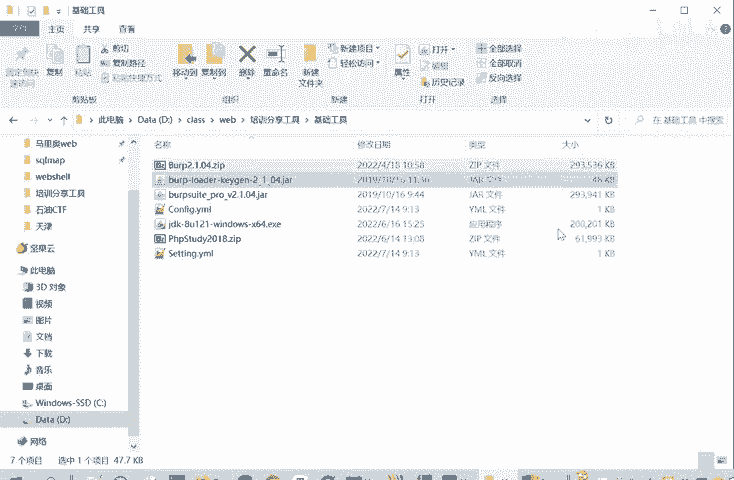 基础工具
主页 共享 查看
复制 粘贴 剪切 复制路径 粘贴快捷方式
移动到 复制到 删除 重命名 新建文件夹
新建项目 轻松访问
属性 打开 编辑 历史记录
全部选择 全部取消 反向选择
剪贴板 组织 新建 打开 选择
此电脑 > Data (D:) > class > web > 培训分享工具 > 基础工具
在 基础工具 中搜索
名称 修改日期 类型 大小
Burp2.1.04.zip 2022/4/18 10:58 ZIP 文件 293,536 KB
burp-loader-keygen-2_1_04.jar 2019/10/16 11:36 JAR 文件 48 KB
burpsuite_pro_v2.1.04.jar 2019/10/16 9:44 JAR 文件 293,941 KB
Config.yml 2022/7/14 9:13 YML 文件 1 KB
jdk-8u121-windows-x64.exe 2022/6/16 15:25 应用程序 200,201 KB
PhpStudy2018.zip 2022/6/14 13:08 ZIP 文件 61,999 KB
Setting.yml 2022/7/14 9:13 YML 文件 1 KB
马里奥web
sqlmap
webshell
培训分享工具
石油CTF
天津
坚果云
此电脑
3D 对象
视频
图片
文档
下载
音乐
桌面
Windows-SSD (C:)
Data (D:)
网络
7 个项目 选中 1 个项目 47.7 KB